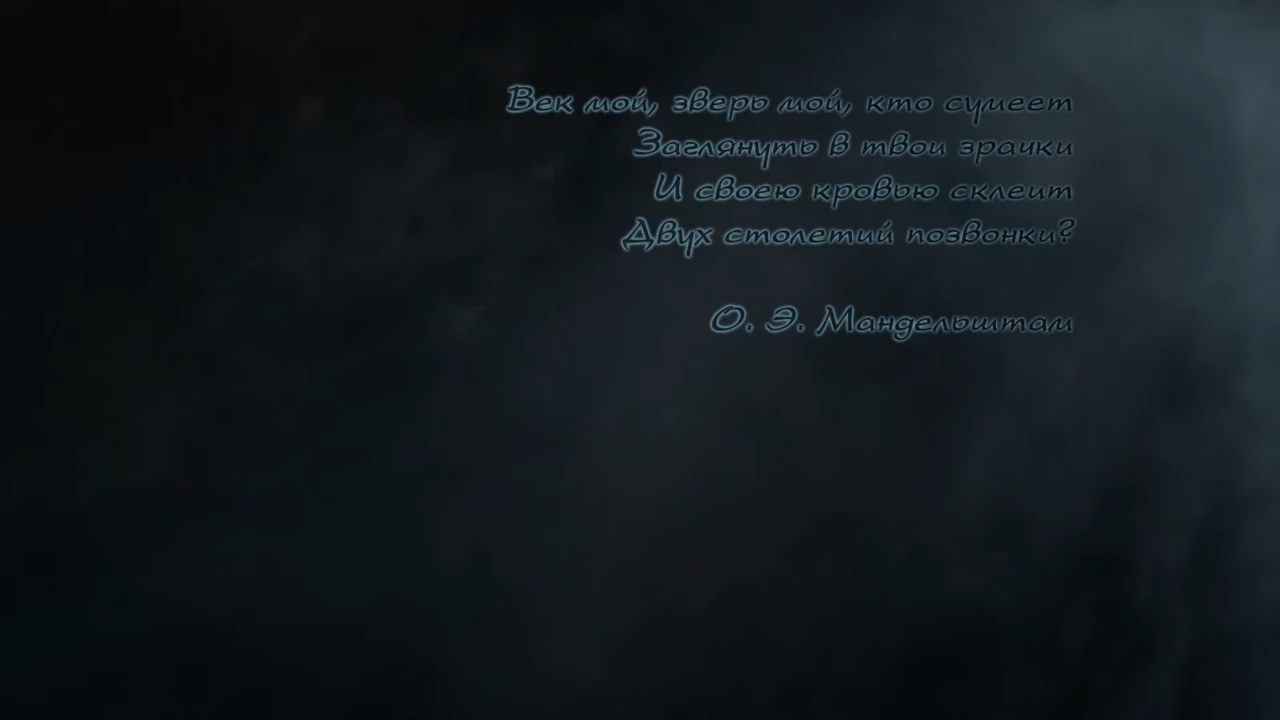 Век мой, зверь мой, кто сумеет
Заглянуть в твои зрачки
И своею кровью склеит
Двух столетий позвонки?
О. Э. Мандельштам